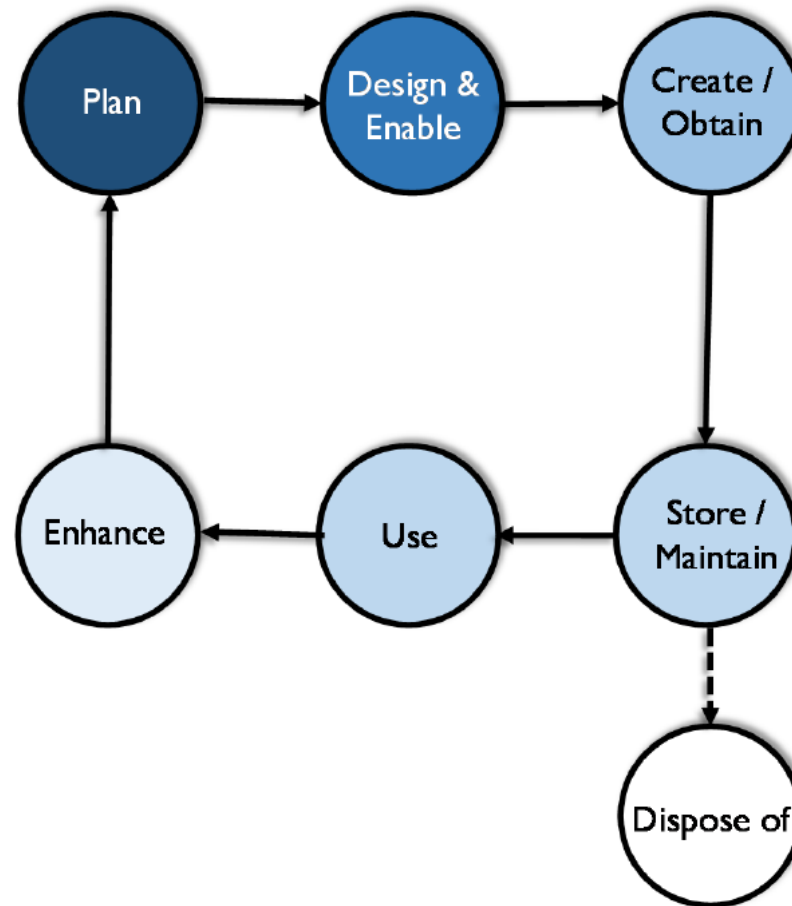 Plan
Design &
Enable
Create /
Obtain
Enhance
Use
Store /
Maintain
Dispose of